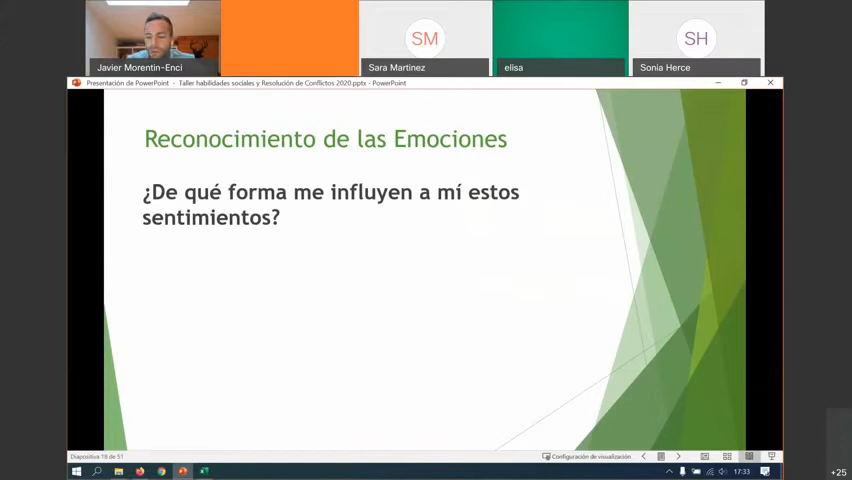 SM
SH
Javier Morentin-Enci
Sara Martinez
elisa
Sonia Herce
Presentación de PowerPoint - Taller habilidades sociales y Resolución de Conflictos 2020.pptx - PowerPoint
Reconocimiento de las Emociones
¿De qué forma me influyen a mí estos
sentimientos?
Diapositiva 18 de 51
Configuración de visualización
17:33
+25